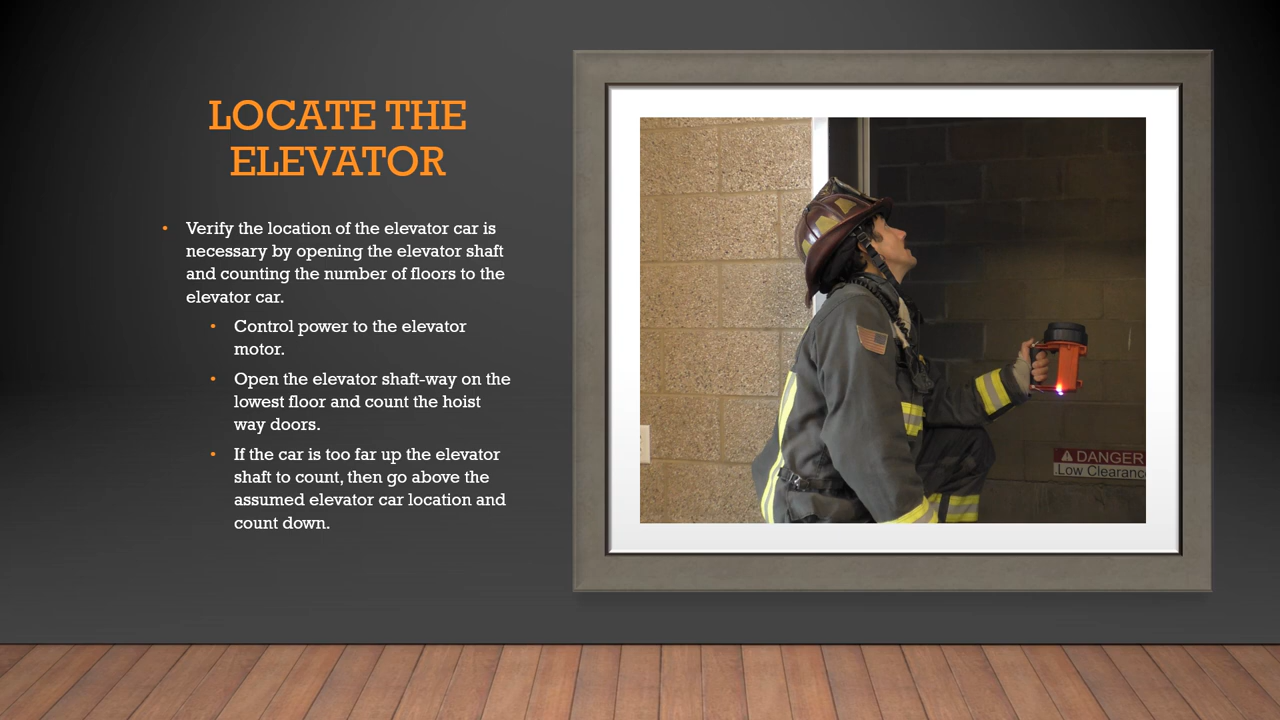 LOCATE THE
ELEVATOR
• Verify the location of the elevator car is
necessary by opening the elevator shaft
and counting the number of floors to the
elevator car.
• Control power to the elevator
motor.
• Open the elevator shaft-way on the
lowest floor and count the hoist
way doors.
• If the car is too far up the elevator
shaft to count, then go above the
assumed elevator car location and
count down.
DANGER
Low Clearanc